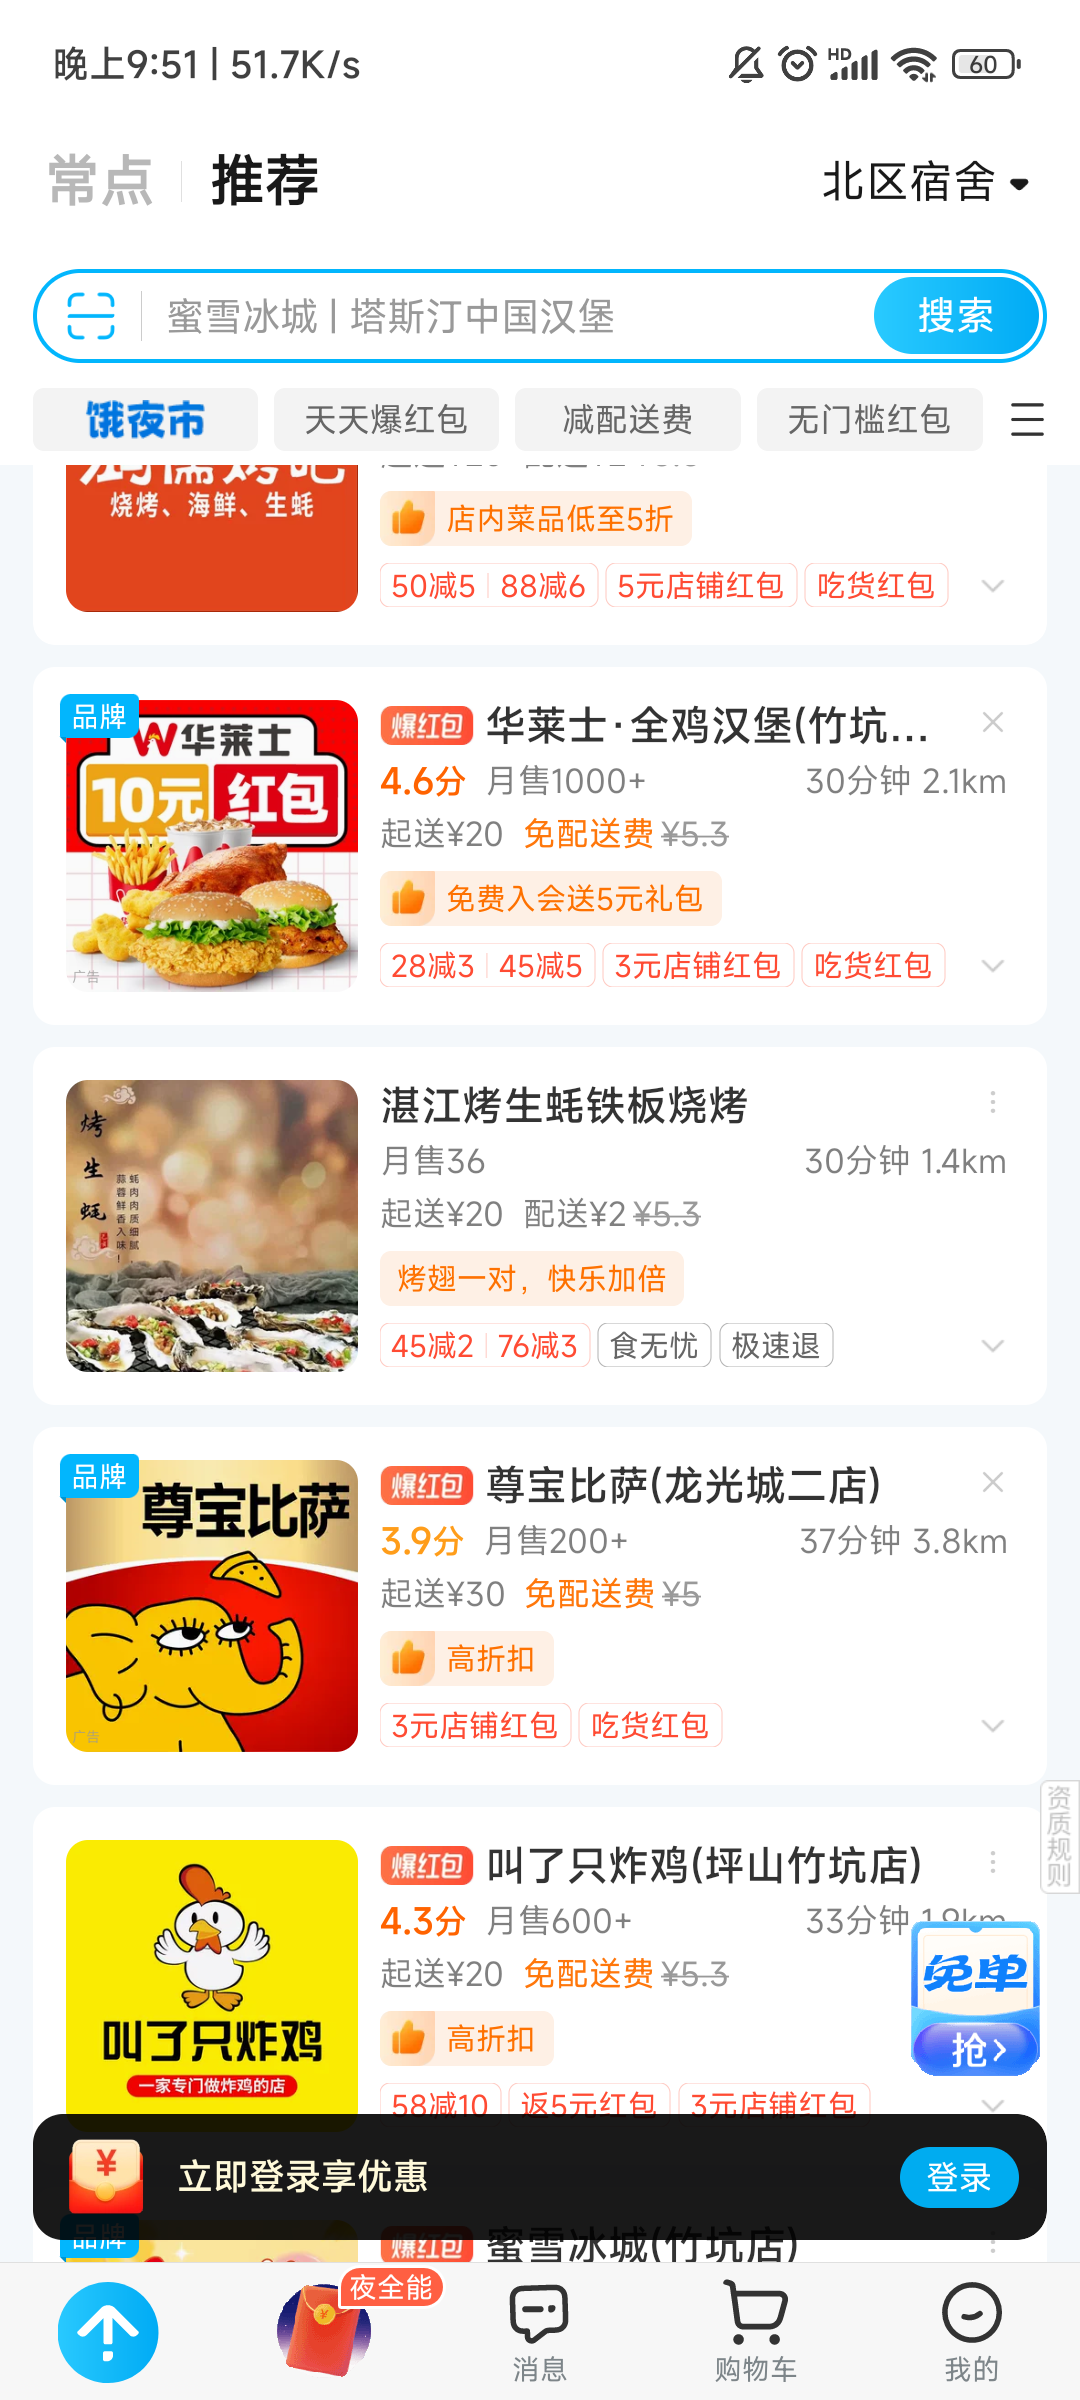 晚上9:51 | 51.7K/s
HD
60
常点
推荐
北区宿舍
蜜雪冰城 | 塔斯汀中国汉堡
搜索
饿夜市
天天爆红包
减配送费
无门槛红包
烧烤、海鲜、生蚝
店内菜品低至5折
50减5 88减6 5元店铺红包 吃货红包
品牌
华莱士
10元 红包
广告
爆红包 华莱士·全鸡汉堡(竹坑...
4.6分 月售1000+ 30分钟 2.1km
起送¥20 免配送费 ¥5.3
免费入会送5元礼包
28减3 45减5 3元店铺红包 吃货红包
烤生蚝
蚝肉肉质细腻,
蒜蓉鲜香入味!
湛江烤生蚝铁板烧烤
月售36 30分钟 1.4km
起送¥20 配送¥2 ¥5.3
烤翅一对，快乐加倍
45减2 76减3 食无忧 极速退
品牌
尊宝比萨
广告
爆红包 尊宝比萨(龙光城二店)
3.9分 月售200+ 37分钟 3.8km
起送¥30 免配送费 ¥5
高折扣
3元店铺红包 吃货红包
资质规则
叫了只炸鸡
一家专门做炸鸡的店
爆红包 叫了只炸鸡(坪山竹坑店)
4.3分 月售600+ 33分钟 1.9km
起送¥20 免配送费 ¥5.3
高折扣
58减10 返5元红包 3元店铺红包
免单
抢
¥
立即登录享优惠
登录
品牌
爆红包 蜜雪冰城(竹坑店)
夜全能
消息
购物车
我的